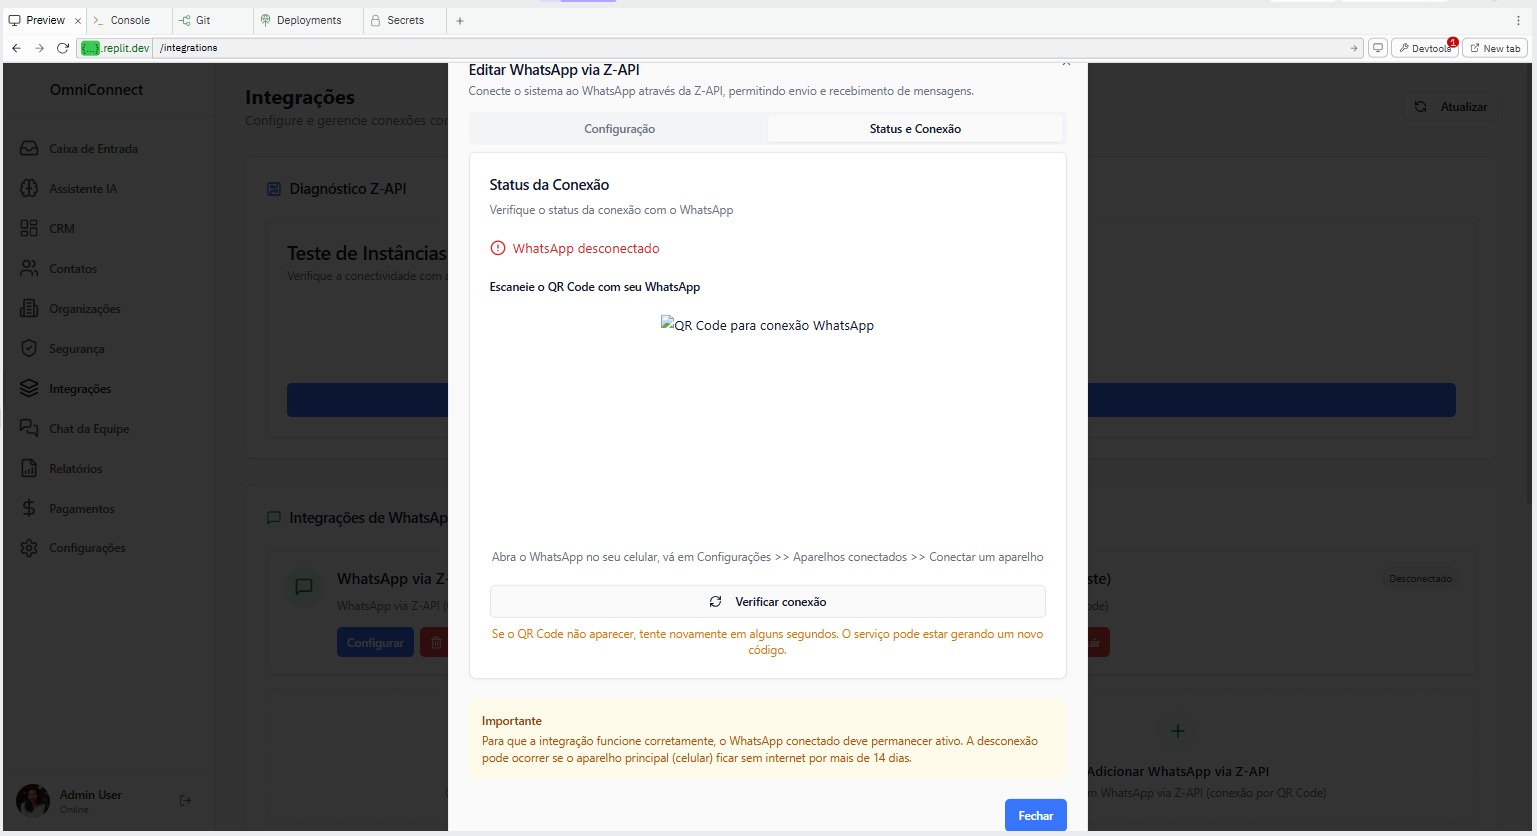 Preview
Console
Git
Deployments
Secrets
{...}.replit.dev
/integrations
Devtools
1
New tab
OmniConnect
Caixa de Entrada
Assistente IA
CRM
Contatos
Organizações
Segurança
Integrações
Chat da Equipe
Relatórios
Pagamentos
Configurações
Admin User
Online
Integrações
Configure e gerencie conexões co
Atualizar
Diagnóstico Z-API
Teste de Instâncias
Verifique a conectividade com
Integrações de WhatsAp
WhatsApp via Z-
WhatsApp via Z-API (
Configurar
ste)
Desconectado
ode)
uir
Adicionar WhatsApp via Z-API
WhatsApp via Z-API (conexão por QR Code)
Editar WhatsApp via Z-API
Conecte o sistema ao WhatsApp através da Z-API, permitindo envio e recebimento de mensagens.
Configuração
Status e Conexão
Status da Conexão
Verifique o status da conexão com o WhatsApp
WhatsApp desconectado
Escaneie o QR Code com seu WhatsApp
QR Code para conexão WhatsApp
Abra o WhatsApp no seu celular, vá em Configurações >> Aparelhos conectados >> Conectar um aparelho
Verificar conexão
Se o QR Code não aparecer, tente novamente em alguns segundos. O serviço pode estar gerando um novo
código.
Importante
Para que a integração funcione corretamente, o WhatsApp conectado deve permanecer ativo. A desconexão
pode ocorrer se o aparelho principal (celular) ficar sem internet por mais de 14 dias.
Fechar